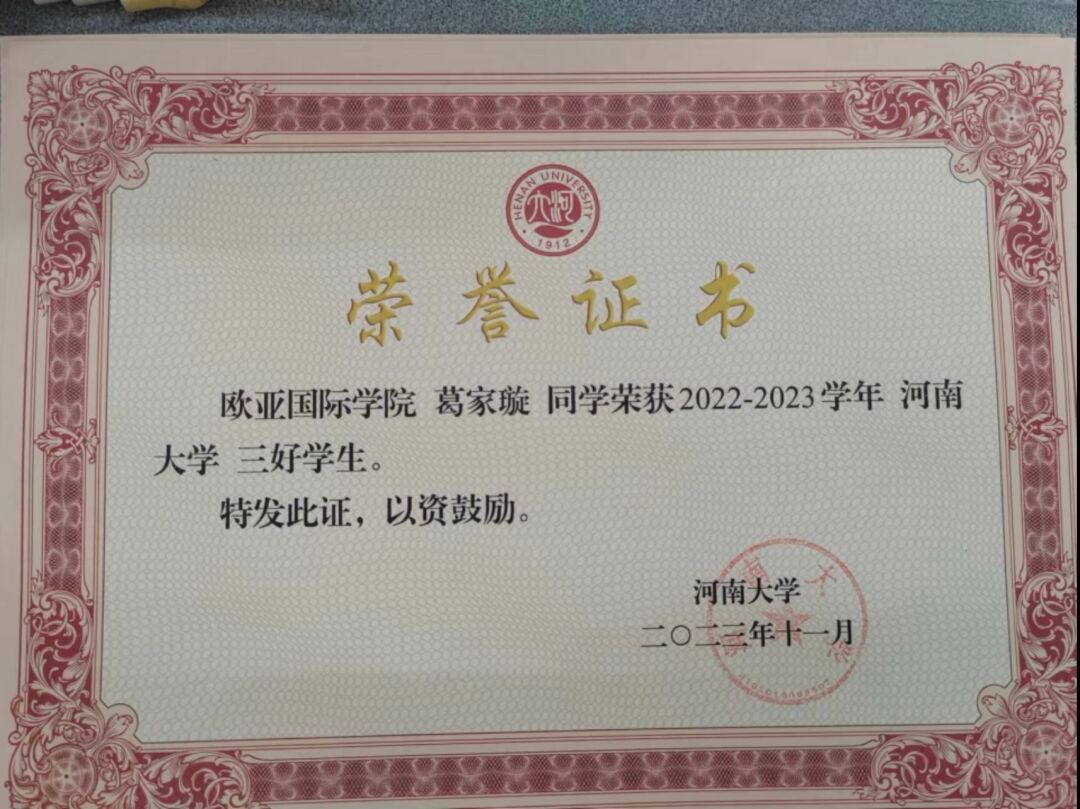 HENAN UNIVERSITY
1912
荣誉证书
欧亚国际学院 葛家璇 同学荣获2022-2023学年 河南
大学 三好学生。
特发此证，以资鼓励。
河南大学
二〇二三年十一月